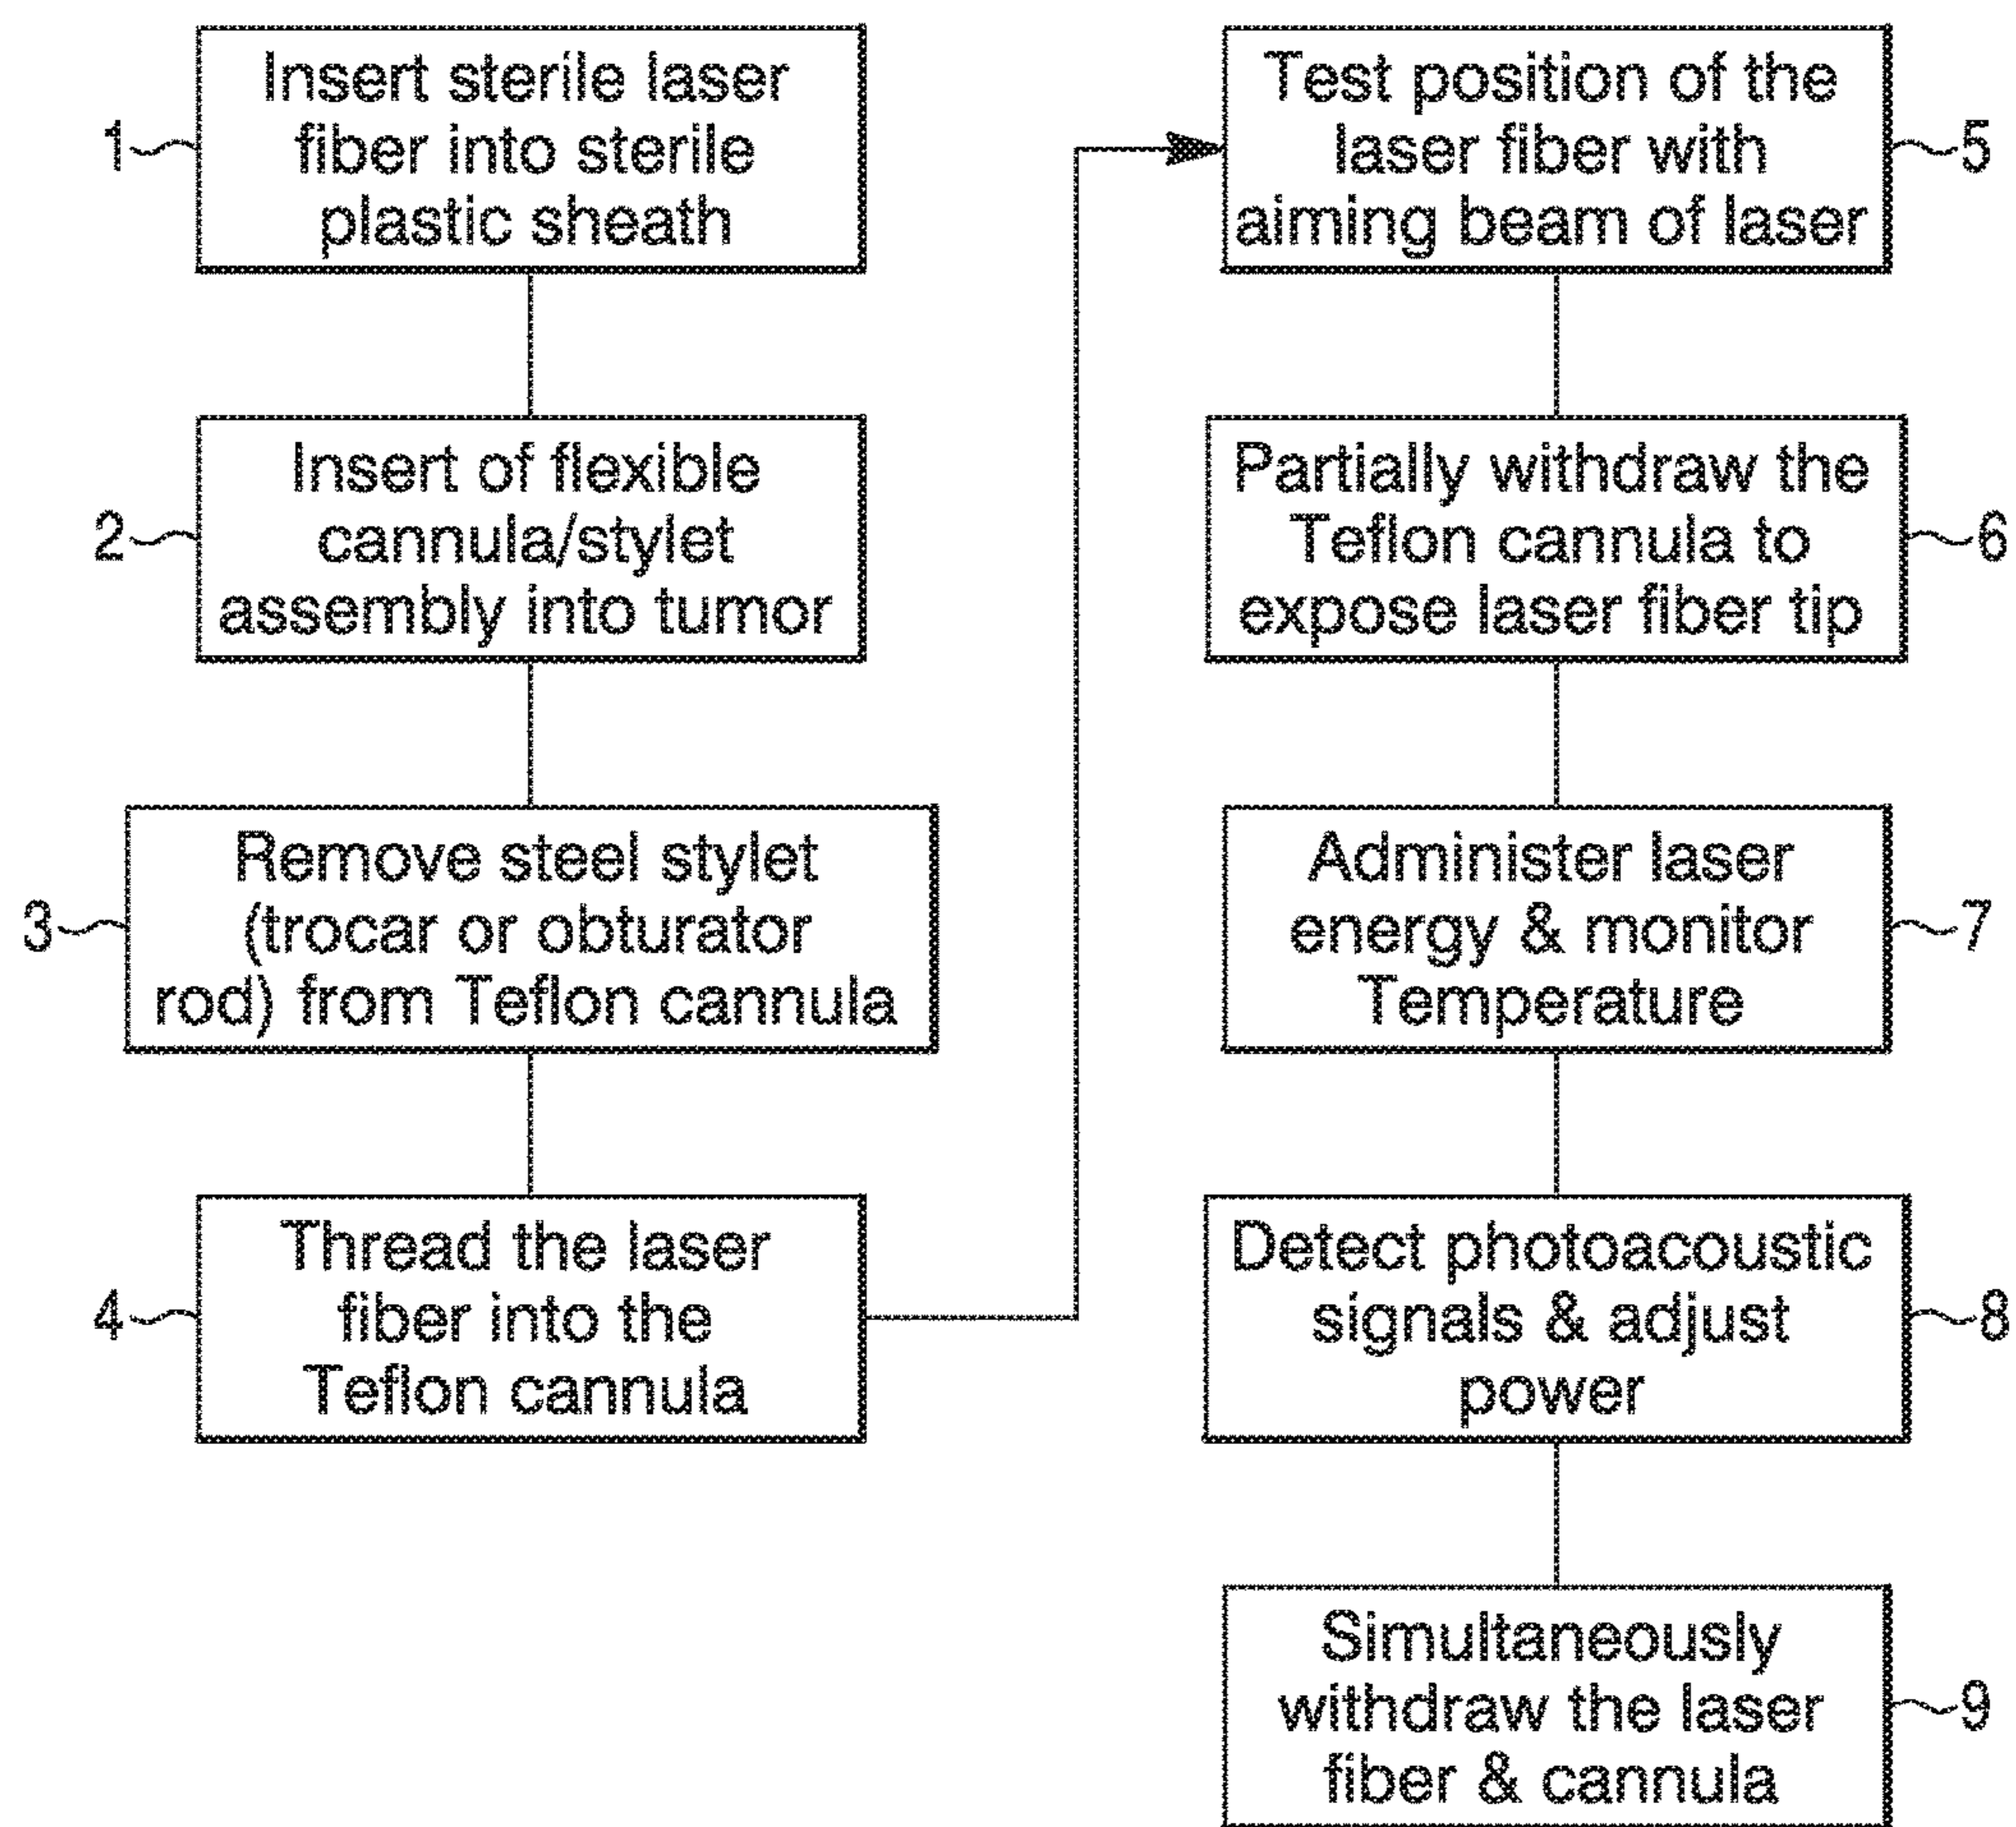 1
Insert sterile laser
fiber into sterile
plastic sheath
2
Insert of flexible
cannula/stylet
assembly into tumor
3
Remove steel stylet
(trocar or obturator
rod) from Teflon cannula
4
Thread the laser
fiber into the
Teflon cannula
Test position of the
laser fiber with
aiming beam of laser
5
Partially withdraw the
Teflon cannula to
expose laser fiber tip
6
Administer laser
energy & monitor
Temperature
7
Detect photoacoustic
signals & adjust
power
8
Simultaneously
withdraw the laser
fiber & cannula
9